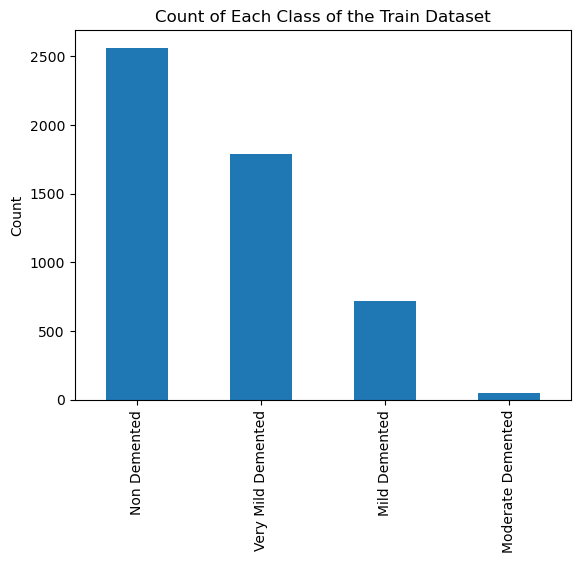 Count of Each Class of the Train Dataset
Count
2500
2000
1500
1000
500
0
Non Demented
Very Mild Demented
Mild Demented
Moderate Demented